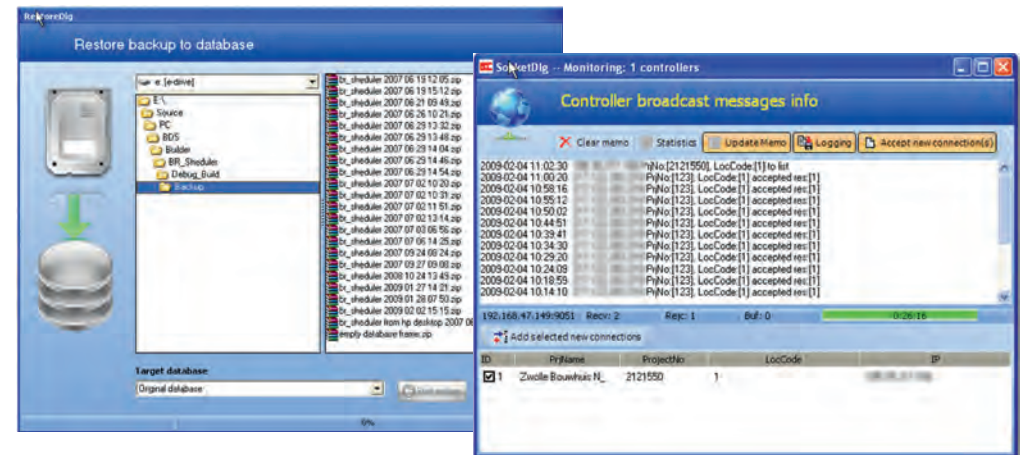 RestoreDlg
Restore backup to database
e: [e-drive]
E:\
Source
PC
BDS
Builder
BR_Sheduler
Debug_Build
Backup
br_sheduler 2007 06 19 12 05.zip
br_sheduler 2007 06 19 15 12.zip
br_sheduler 2007 06 21 09 49.zip
br_sheduler 2007 06 26 10 21.zip
br_sheduler 2007 06 29 13 32.zip
br_sheduler 2007 06 29 13 48.zip
br_sheduler 2007 06 29 14 04.zip
br_sheduler 2007 06 29 14 46.zip
br_sheduler 2007 06 29 14 54.zip
br_sheduler 2007 07 02 10 20.zip
br_sheduler 2007 07 02 10 31.zip
br_sheduler 2007 07 02 11 51.zip
br_sheduler 2007 07 02 13 14.zip
br_sheduler 2007 07 03 06 56.zip
br_sheduler 2007 07 06 14 25.zip
br_sheduler 2007 09 24 08 24.zip
br_sheduler 2007 09 27 09 08.zip
br_sheduler 2008 10 24 13 49.zip
br_sheduler 2009 01 27 14 21.zip
br_sheduler 2009 01 28 07 50.zip
br_sheduler 2009 02 02 15 15.zip
br_sheduler from hp desktop 2007 06
empty database frame.zip
Target database
Original database
0%
SocketDlg -- Monitoring: 1 controllers
Controller broadcast messages info
Clear memo Statistics Update Memo Logging Accept new connection(s)
2009-02-04 11:02:30 PrjNo:[2121550], LocCode:[1] to list
2009-02-04 11:00:20 PrjNo:[123], LocCode:[1] accepted res:[1]
2009-02-04 10:58:16 PrjNo:[123], LocCode:[1] accepted res:[1]
2009-02-04 10:55:12 PrjNo:[123], LocCode:[1] accepted res:[1]
2009-02-04 10:50:02 PrjNo:[123], LocCode:[1] accepted res:[1]
2009-02-04 10:44:51 PrjNo:[123], LocCode:[1] accepted res:[1]
2009-02-04 10:39:41 PrjNo:[123], LocCode:[1] accepted res:[1]
2009-02-04 10:34:30 PrjNo:[123], LocCode:[1] accepted res:[1]
2009-02-04 10:29:20 PrjNo:[123], LocCode:[1] accepted res:[1]
2009-02-04 10:24:09 PrjNo:[123], LocCode:[1] accepted res:[1]
2009-02-04 10:18:59 PrjNo:[123], LocCode:[1] accepted res:[1]
2009-02-04 10:14:10 PrjNo:[123], LocCode:[1] accepted res:[1]
192.168.47.149:9051 Recv: 2 Rejc: 1 Buf: 0 0:26:16
Add selected new connections
ID PrjName ProjectNo LocCode IP
1 Zwolle Bouwhuis N_ 2121550 1